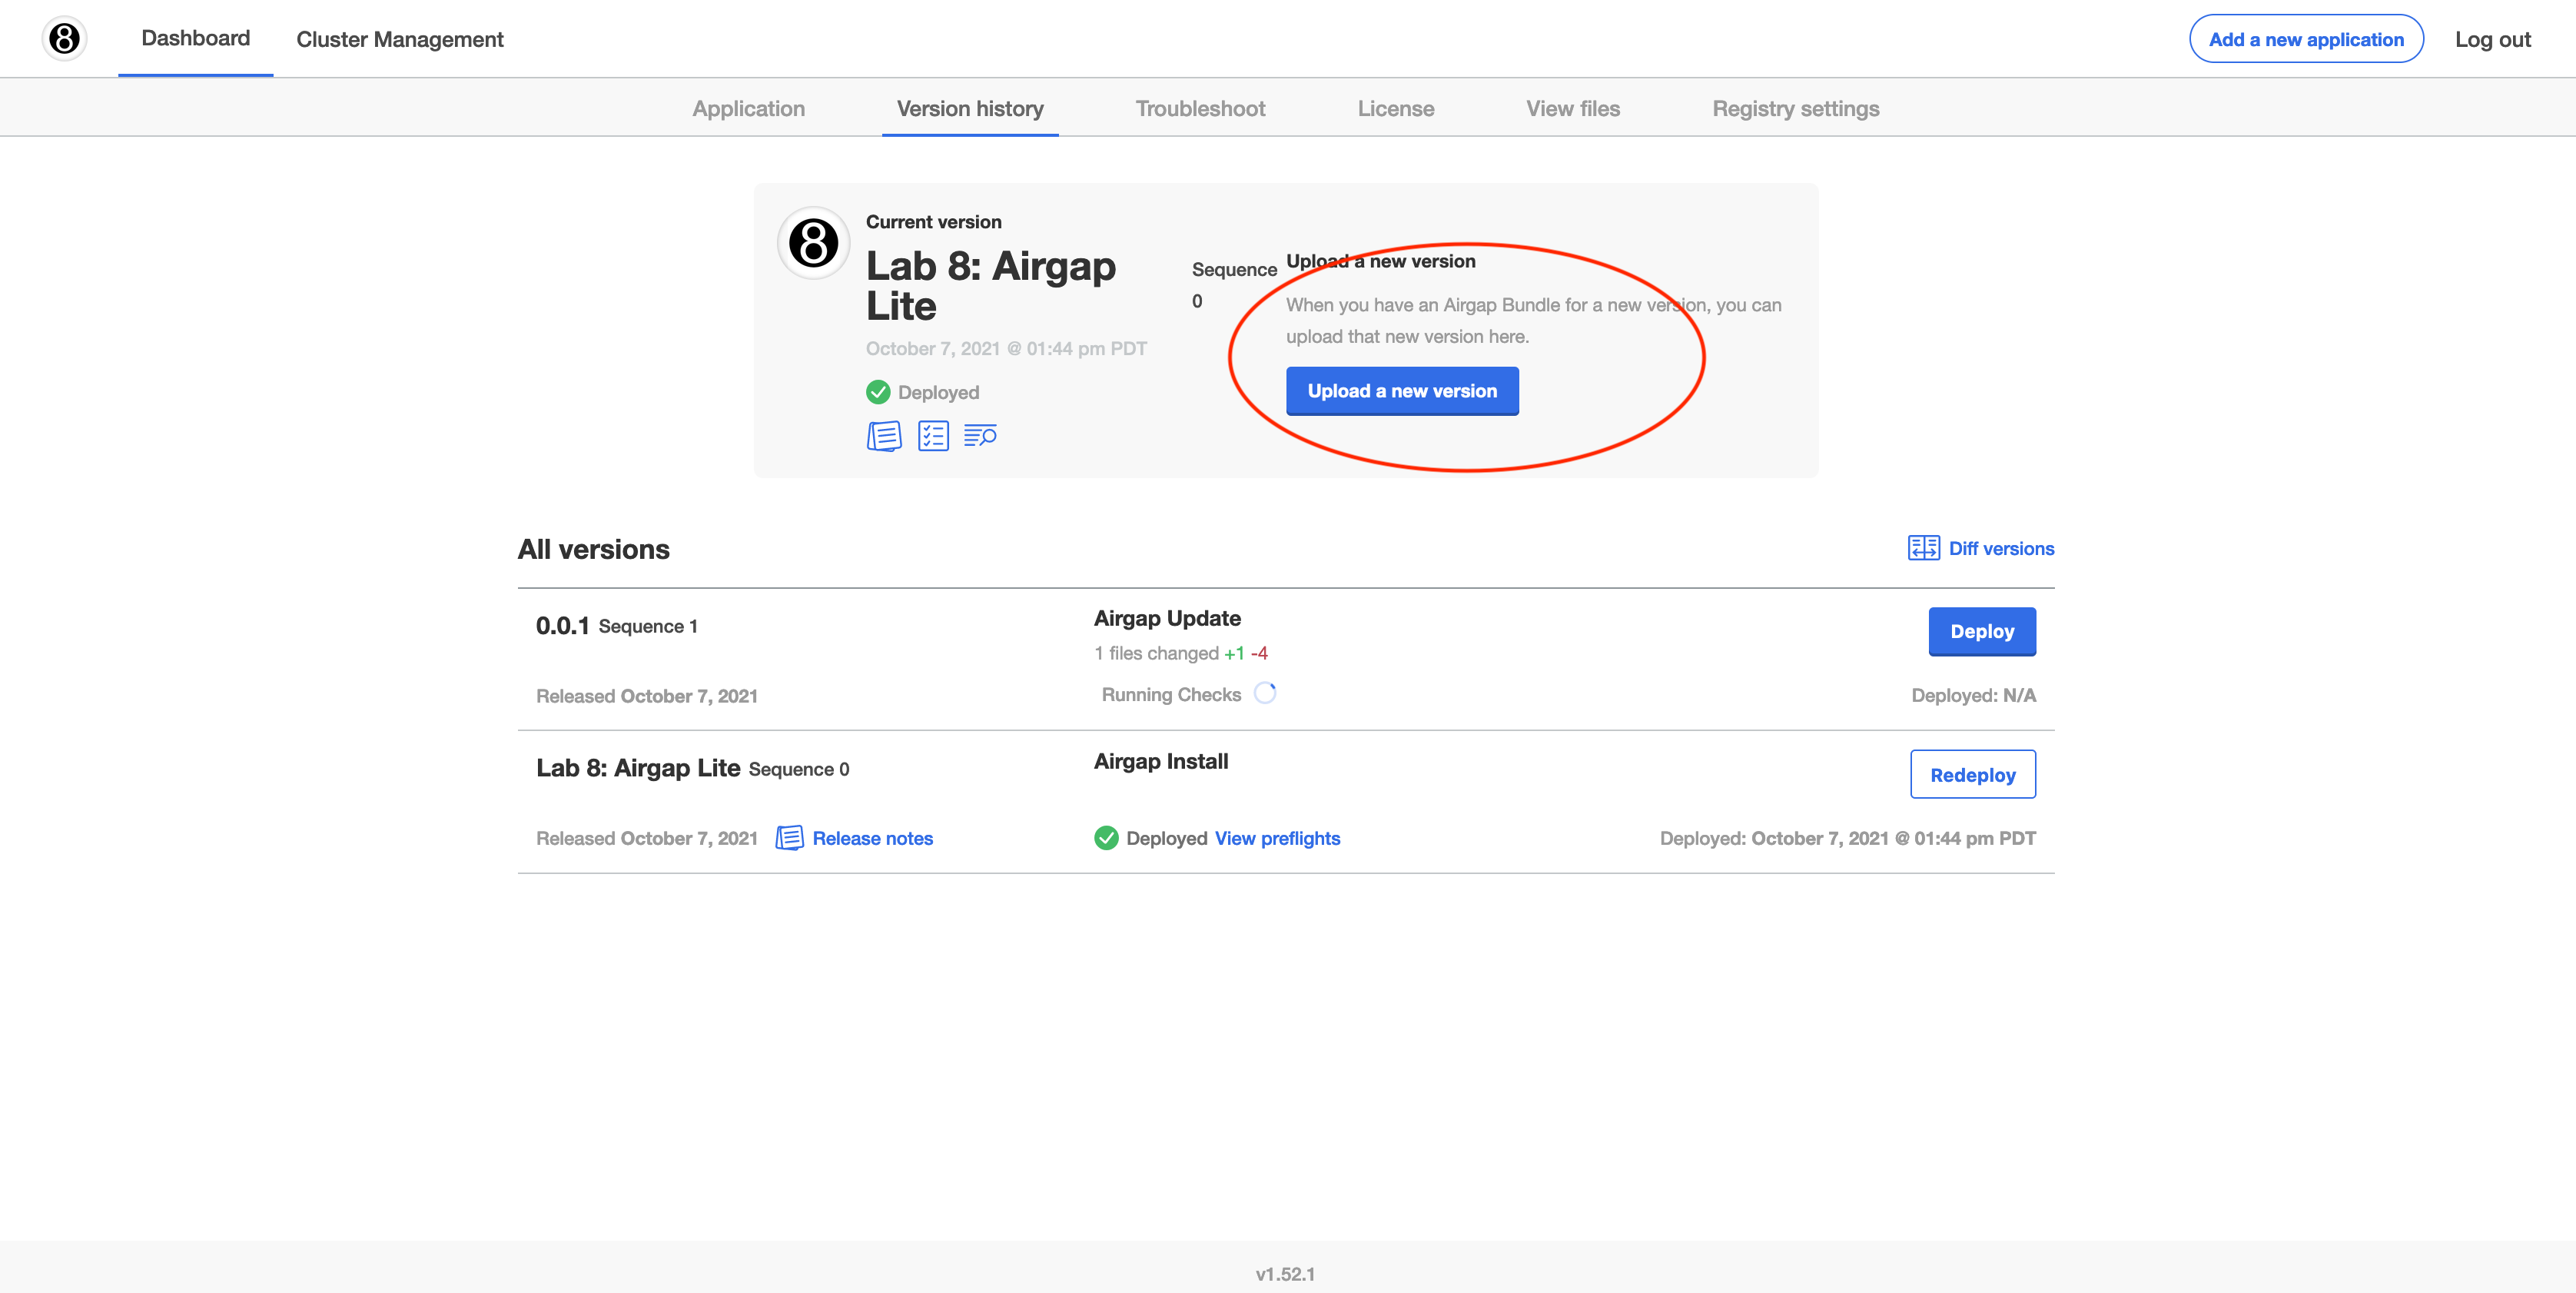 8
Dashboard
Cluster Management
Add a new application
Log out
Application
Version history
Troubleshoot
License
View files
Registry settings
8
Current version
Lab 8: Airgap
Lite
October 7, 2021 @ 01:44 pm PDT
Deployed
Sequence
0
Upload a new version
When you have an Airgap Bundle for a new version, you can
upload that new version here.
Upload a new version
All versions
Diff versions
0.0.1 Sequence 1
Airgap Update
1 files changed +1 -4
Deploy
Released October 7, 2021
Running Checks
Deployed: N/A
Lab 8: Airgap Lite Sequence 0
Airgap Install
Redeploy
Released October 7, 2021
Release notes
Deployed View preflights
Deployed: October 7, 2021 @ 01:44 pm PDT
v1.52.1